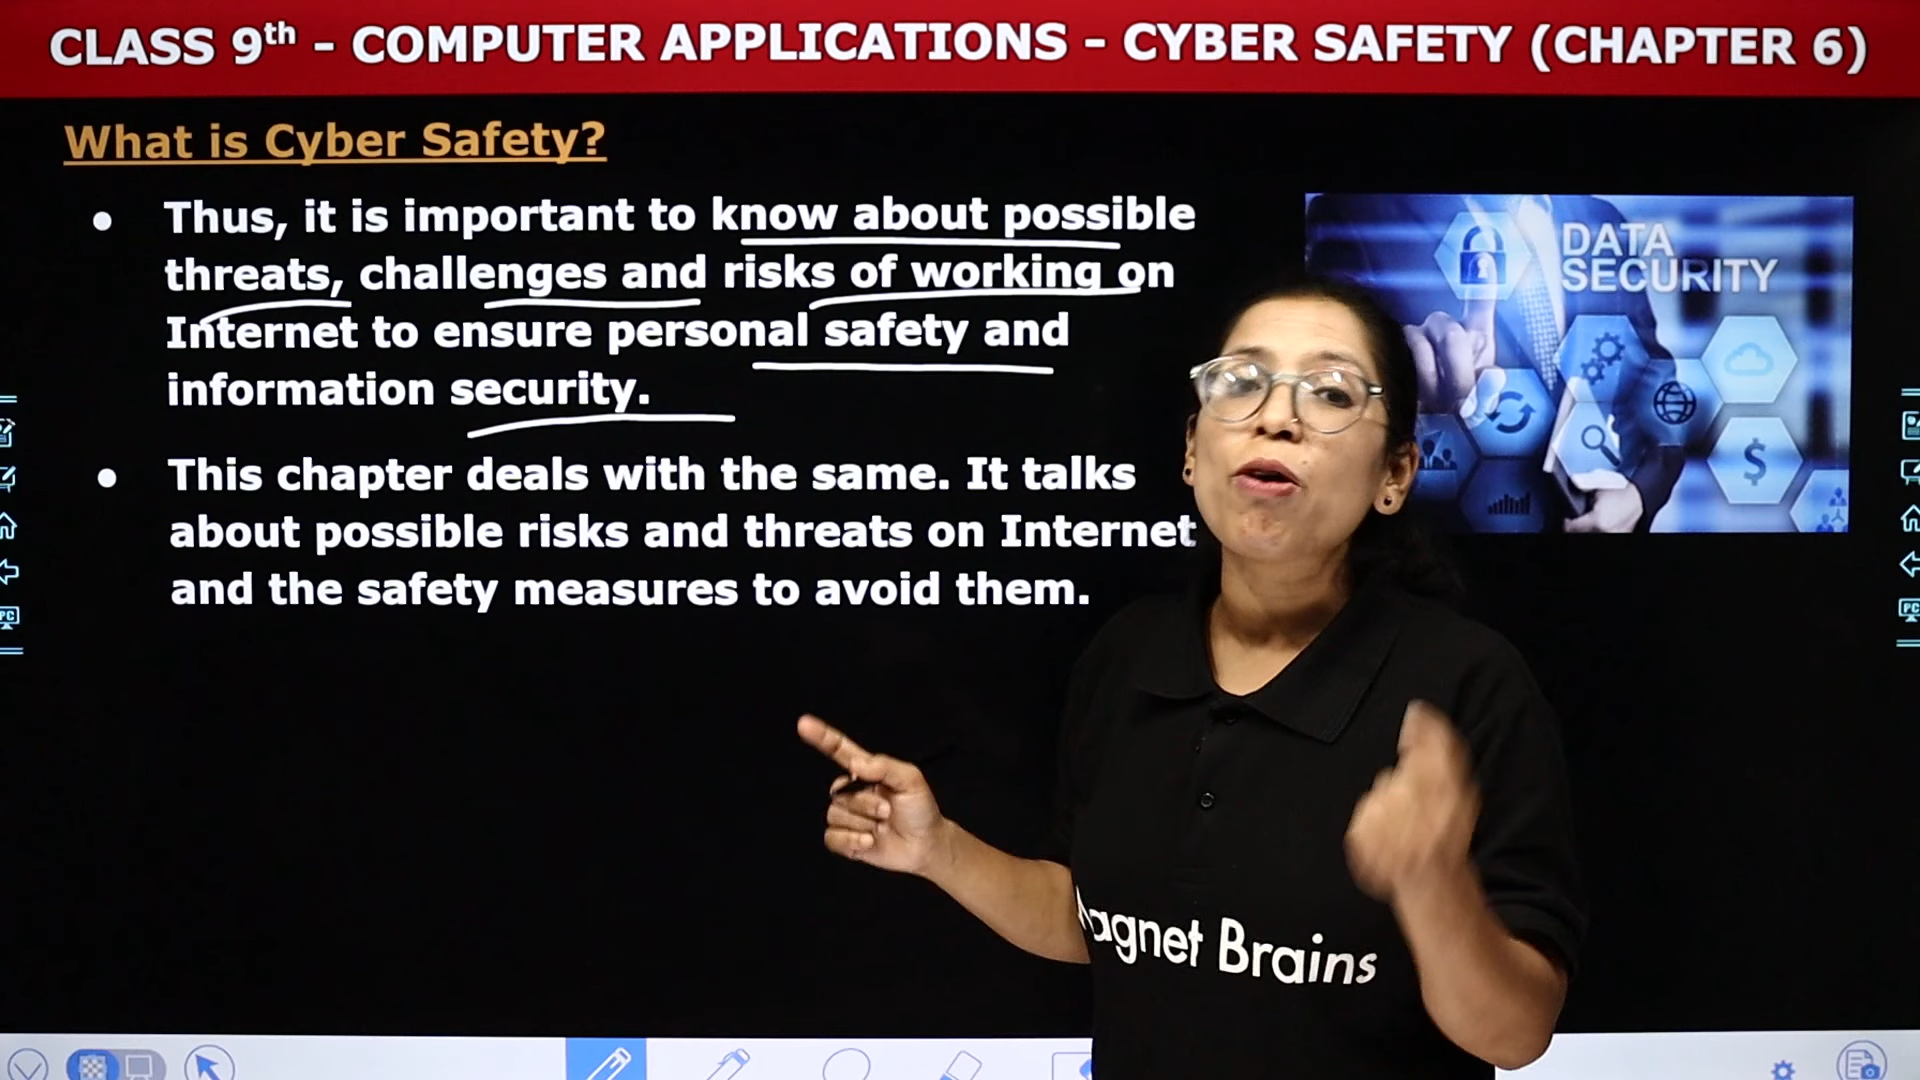 CLASS 9th - COMPUTER APPLICATIONS - CYBER SAFETY (CHAPTER 6)
What is Cyber Safety?
● Thus, it is important to know about possible
threats, challenges and risks of working on
Internet to ensure personal safety and
information security.
● This chapter deals with the same. It talks
about possible risks and threats on Internet
and the safety measures to avoid them.
DATA
SECURITY
$
PC
PC
agnet Brains